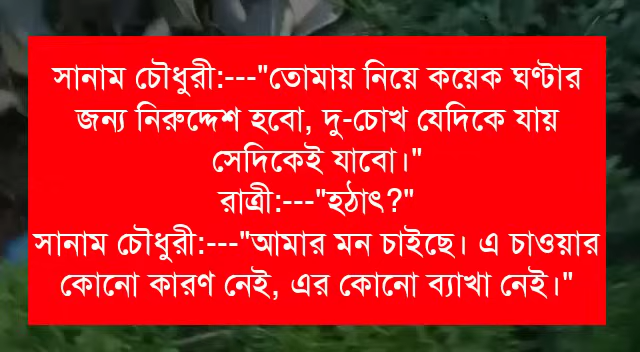 সানাম চৌধুরী:---"তোমায় নিয়ে কয়েক ঘণ্টার
জন্য নিরুদ্দেশ হবো, দু-চোখ যেদিকে যায়
সেদিকেই যাবো।"
রাত্রী:---"হঠাৎ?"
সানাম চৌধুরী:---"আমার মন চাইছে। এ চাওয়ার
কোনো কারণ নেই, এর কোনো ব্যাখা নেই।"